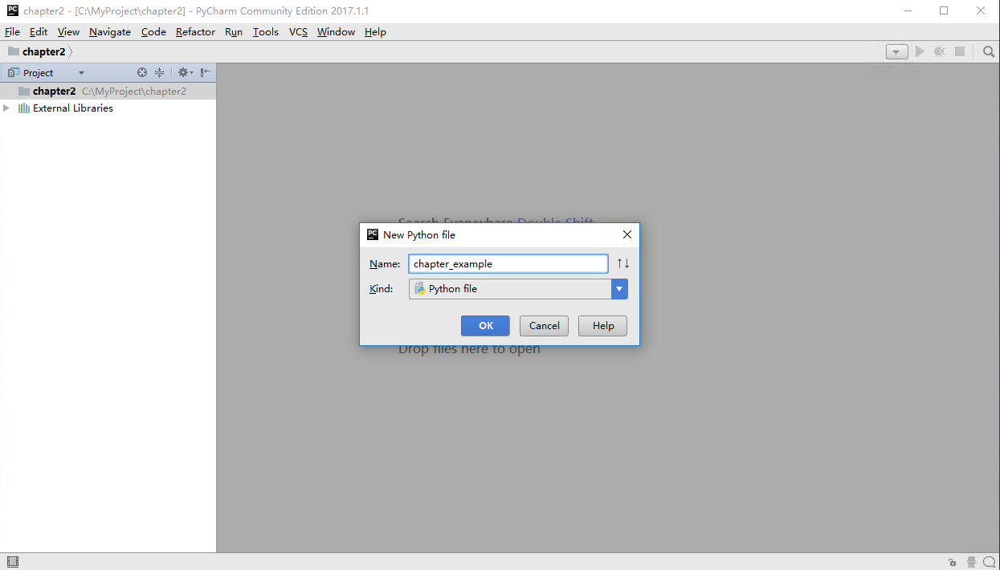 PC chapter2 - [C:\MyProject\chapter2] - PyCharm Community Edition 2017.1.1
File Edit View Navigate Code Refactor Run Tools VCS Window Help
chapter2
Project
chapter2 C:\MyProject\chapter2
External Libraries
Search Everywhere Double Shift
PC New Python file
Name: chapter_example
Kind: Python file
OK Cancel Help
Drop files here to open